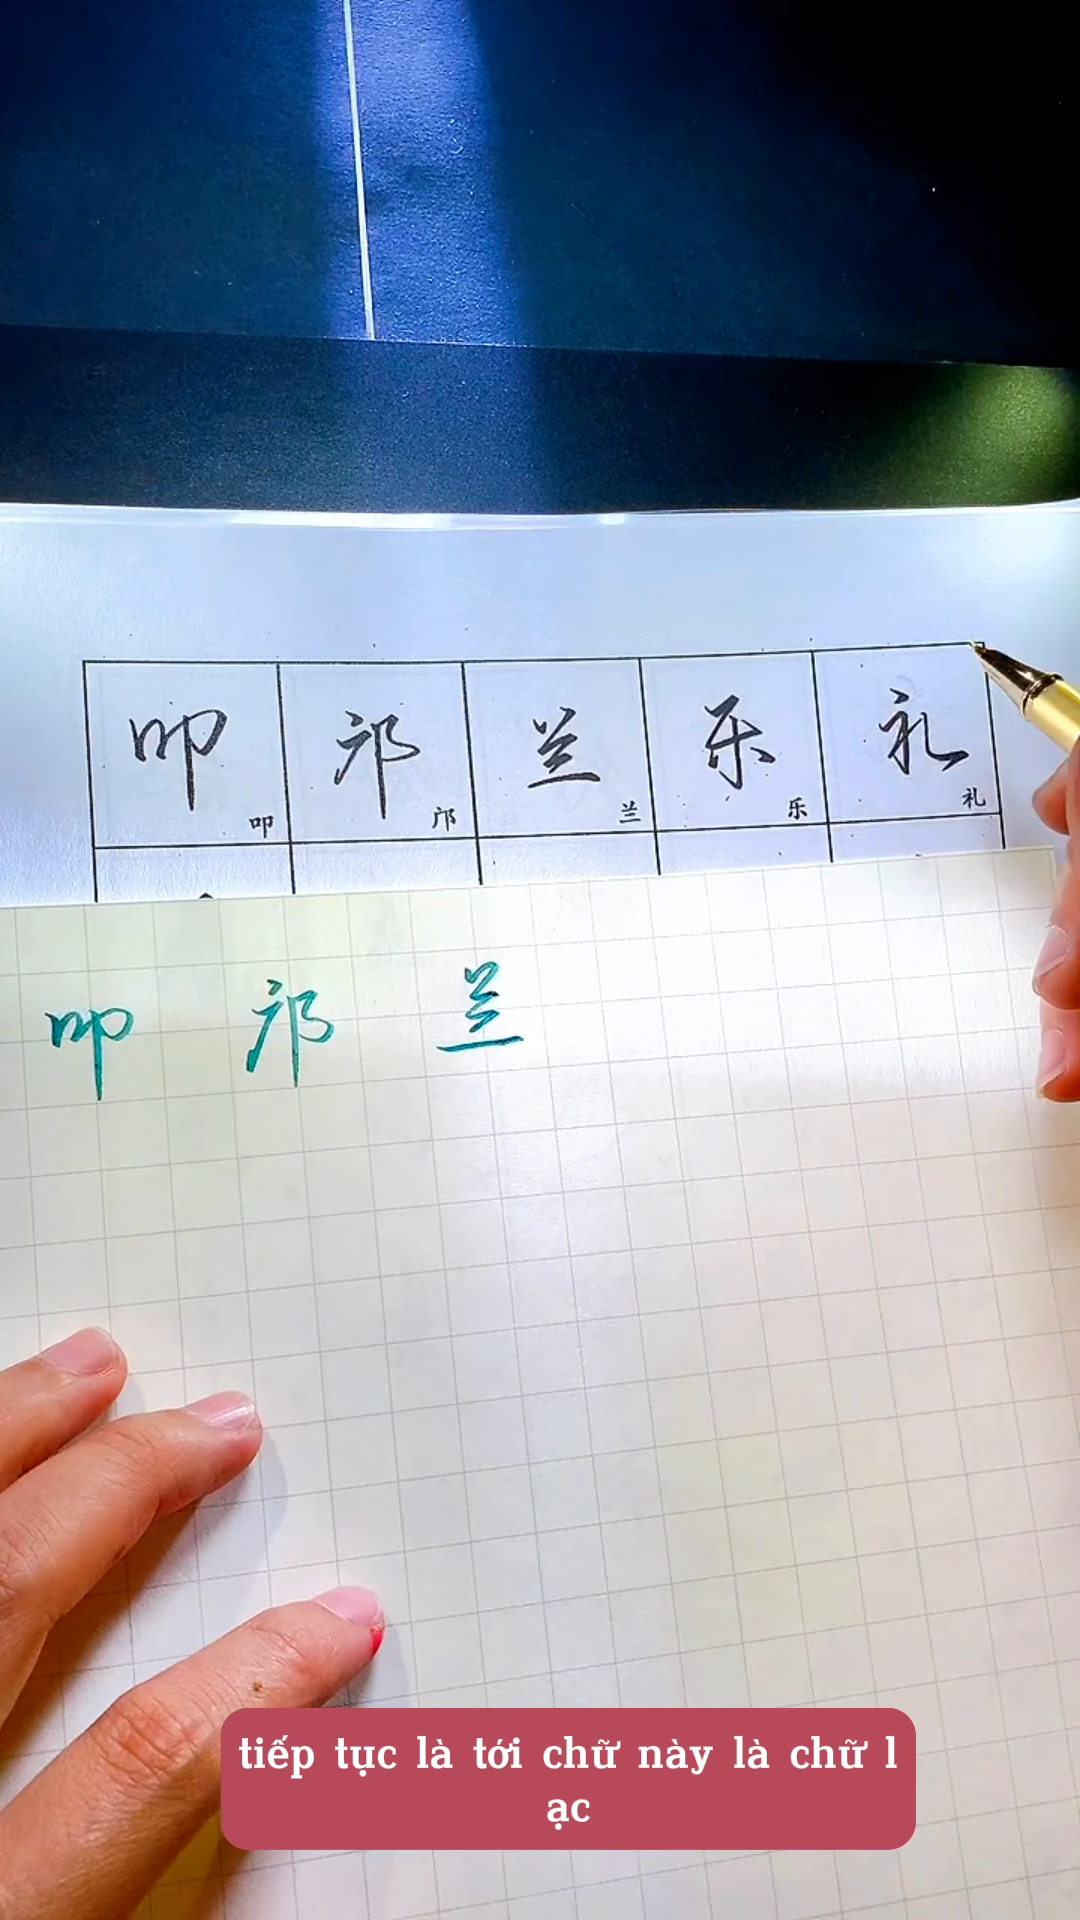 叩 邝 兰 乐 礼
叩 邝 兰 乐 礼
叩 邝 兰
tiếp tục là tới chữ này là chữ l
ạc